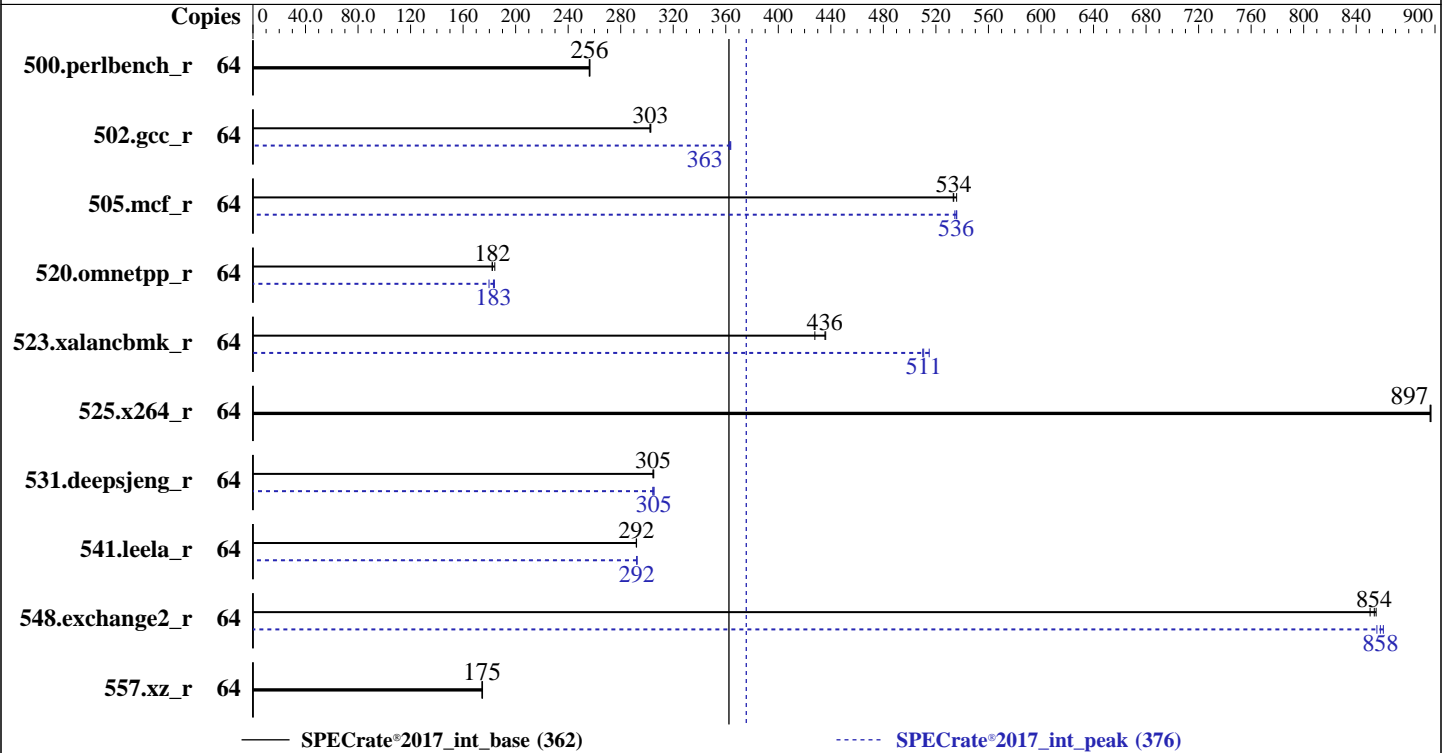 Copies 0 40.0 80.0 120 160 200 240 280 320 360 400 440 480 520 560 600 640 680 720 760 800 840 900
500.perlbench_r 64 256
502.gcc_r 64 303
363
505.mcf_r 64 534
536
520.omnetpp_r 64 182
183
523.xalancbmk_r 64 436
511
525.x264_r 64 897
531.deepsjeng_r 64 305
305
541.leela_r 64 292
292
548.exchange2_r 64 854
858
557.xz_r 64 175
SPECrate®2017_int_base (362) SPECrate®2017_int_peak (376)